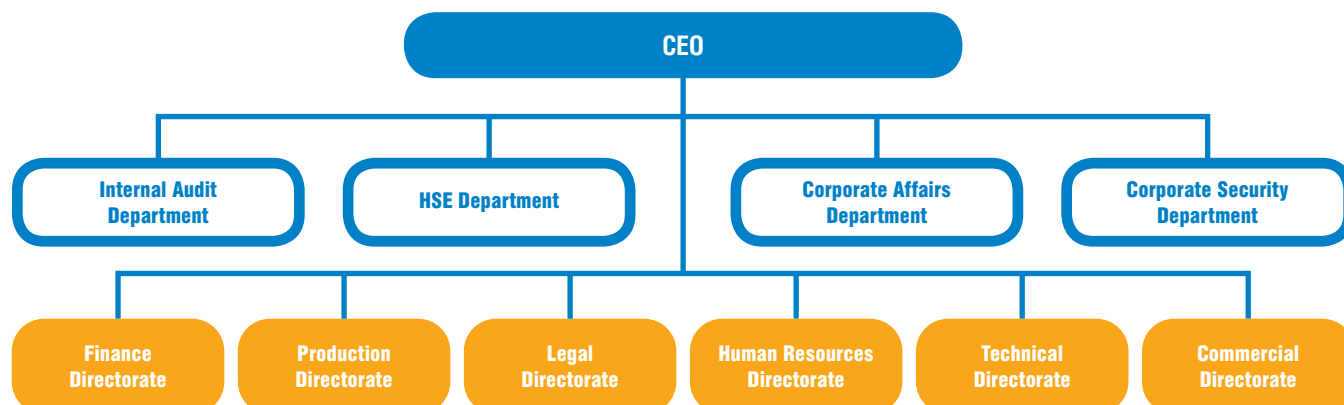 CEO
Internal Audit
Department
HSE Department
Corporate Affairs
Department
Corporate Security
Department
Finance
Directorate
Production
Directorate
Legal
Directorate
Human Resources
Directorate
Technical
Directorate
Commercial
Directorate